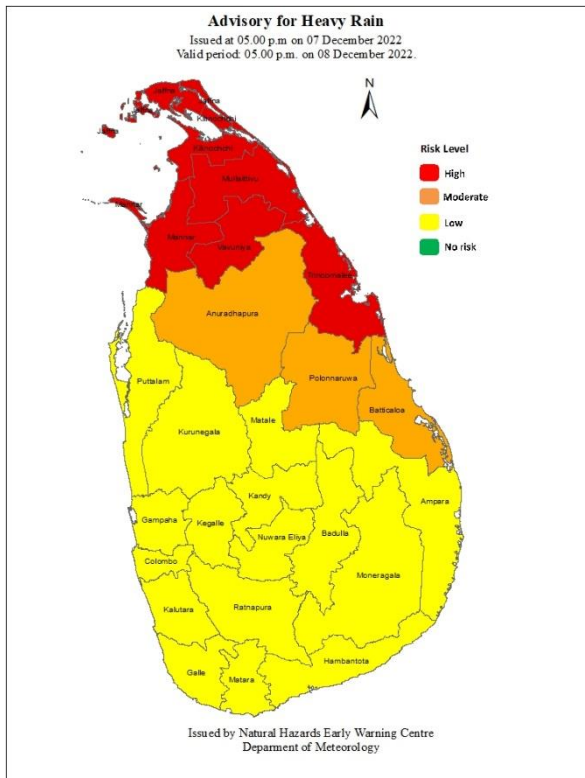 Advisory for Heavy Rain
Issued at 05.00 p.m on 07 December 2022
Valid period: 05.00 p.m. on 08 December 2022.
N
Risk Level
High
Moderate
Low
No risk
Jaffna
Jaffna
Jaffna
Kilinochchi
Mullaitivu
Mannar
Mannar
Vavuniya
Trincomalee
Anuradhapura
Polonnaruwa
Batticaloa
Puttalam
Kurunegala
Matale
Ampara
Kandy
Gampaha
Kegalle
Nuwara Eliya
Badulla
Colombo
Moneragala
Kalutara
Ratnapura
Hambantota
Galle
Matara
Issued by Natural Hazards Early Warning Centre
Deparment of Meteorology